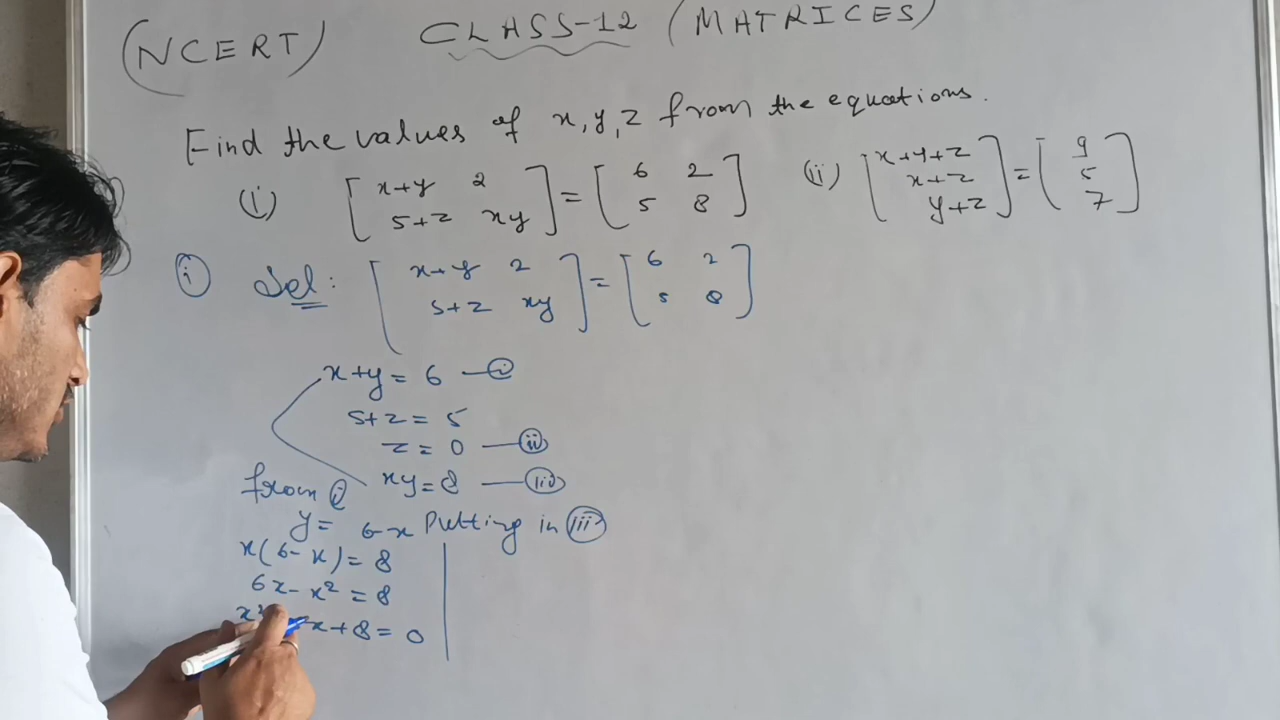 (NCERT) CLASS-12 (MATRICES)
Find the values of x, y, z from the equations.
(i) [x+y 2 = [6 2 (ii) [x+y+z = [9
5+z xy] 5 8] x+z 5
y+z] 7]
(i) Sol: [x+y 2 = [6 2
5+z xy] 5 8]
x+y = 6 —(i)
5+z = 5
z = 0 —(ii)
xy = 8 —(iii)
from (i)
y = 6-x Putting in (iii)
x(6-x) = 8
6x - x² = 8
x+8 = 0